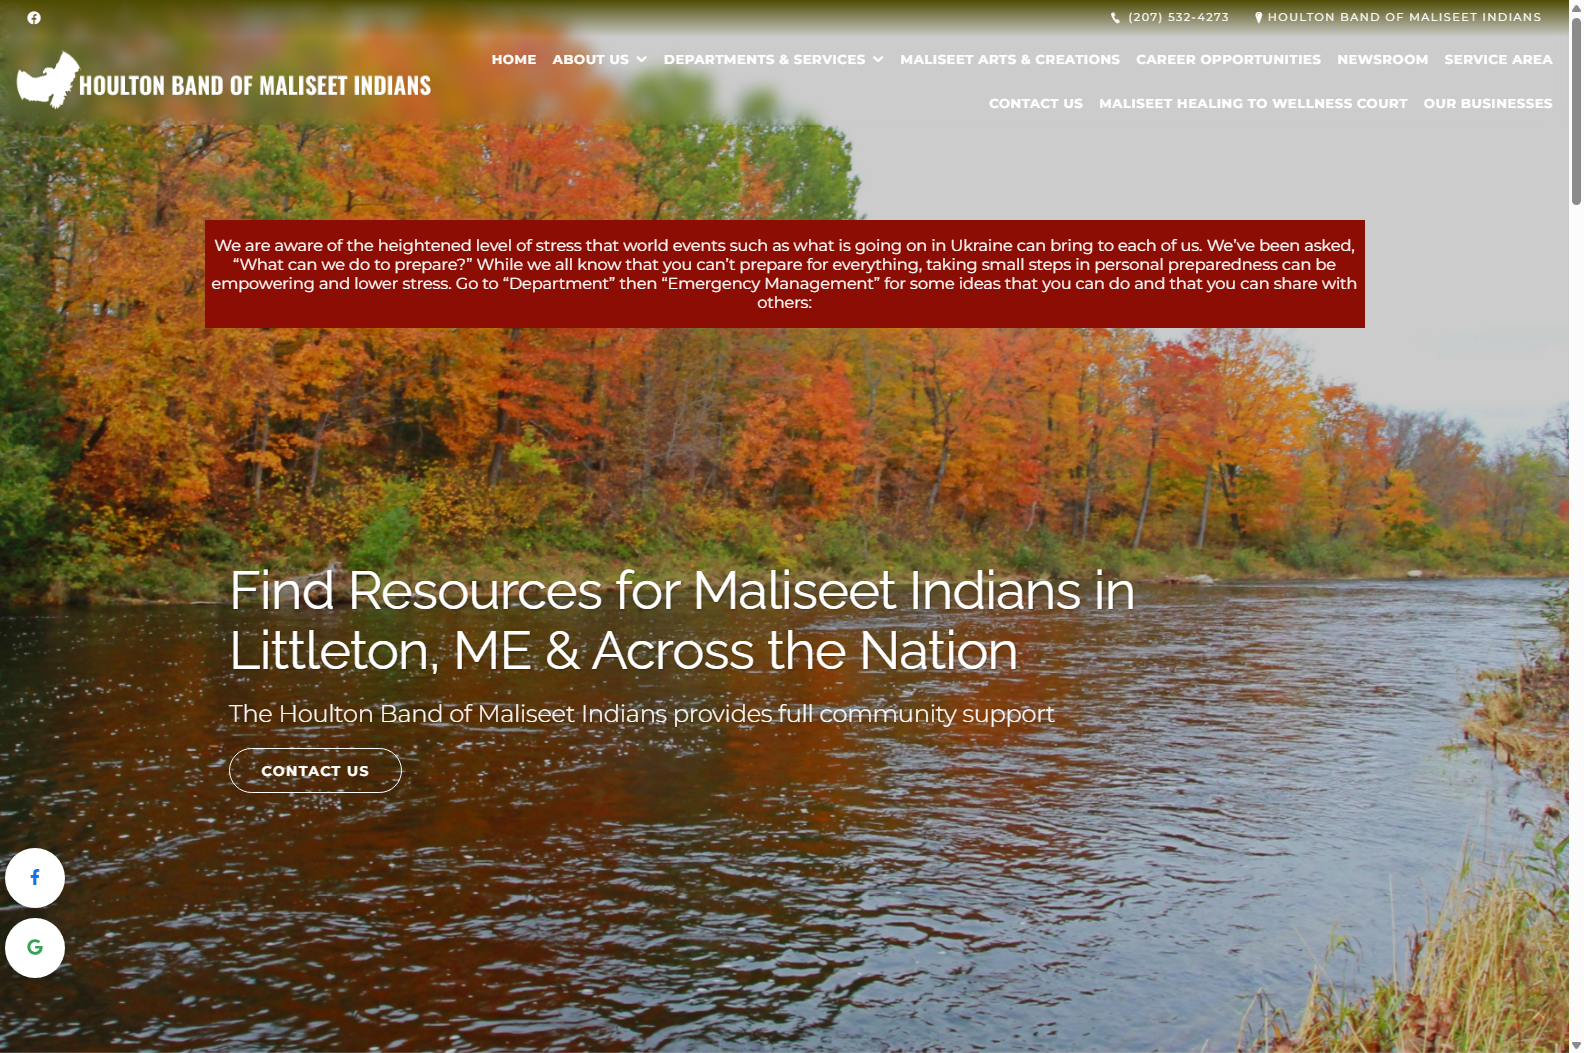 (207) 532-4273 HOULTON BAND OF MALISEET INDIANS
HOULTON BAND OF MALISEET INDIANS
HOME ABOUT US DEPARTMENTS & SERVICES MALISEET ARTS & CREATIONS CAREER OPPORTUNITIES NEWSROOM SERVICE AREA
CONTACT US MALISEET HEALING TO WELLNESS COURT OUR BUSINESSES
We are aware of the heightened level of stress that world events such as what is going on in Ukraine can bring to each of us. We’ve been asked,
“What can we do to prepare?” While we all know that you can’t prepare for everything, taking small steps in personal preparedness can be
empowering and lower stress. Go to “Department” then “Emergency Management” for some ideas that you can do and that you can share with
others:
Find Resources for Maliseet Indians in
Littleton, ME & Across the Nation
The Houlton Band of Maliseet Indians provides full community support
CONTACT US